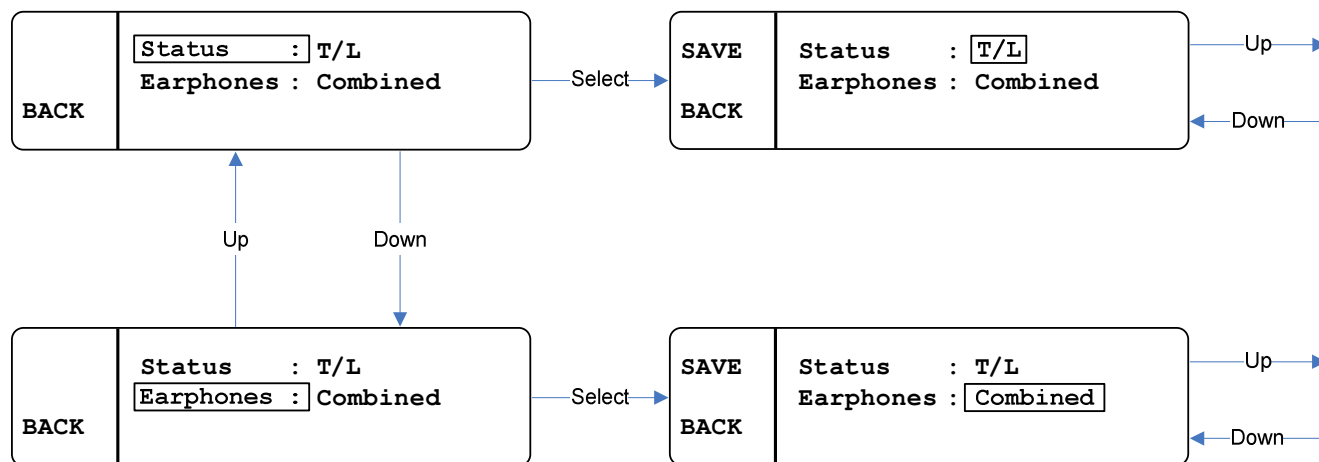 Status : T/L
Earphones : Combined
BACK
Select
SAVE
Status : T/L
Earphones : Combined
BACK
Up
Down
Up
Down
Status : T/L
Earphones : Combined
BACK
Select
SAVE
Status : T/L
Earphones : Combined
BACK
Up
Down